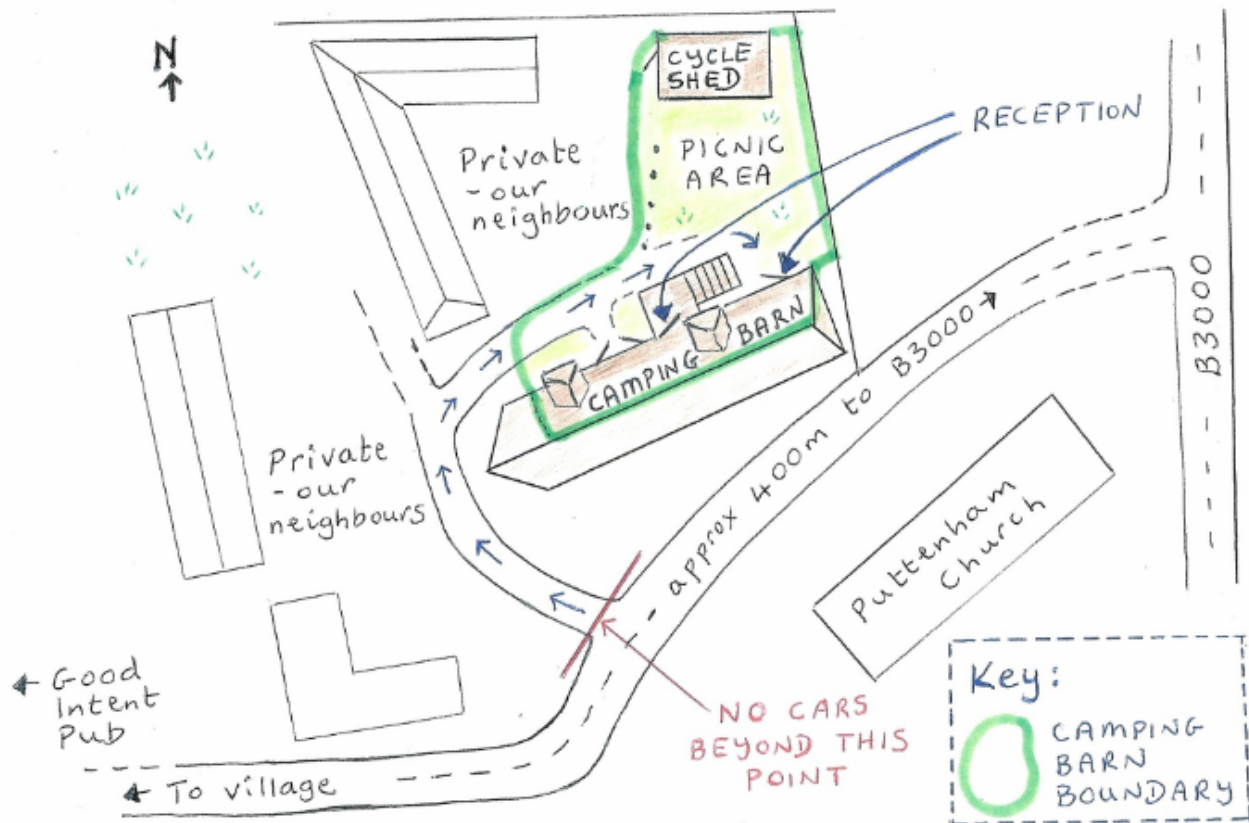 N
CYCLE
SHED
RECEPTION
PICNIC
AREA
Private
- our
neighbours
CAMPING BARN
B3000
Private
- our
neighbours
approx 400m to B3000
Puttenham
Church
Good
Intent
Pub
NO CARS
BEYOND THIS
POINT
To village
Key:
CAMPING
BARN
BOUNDARY